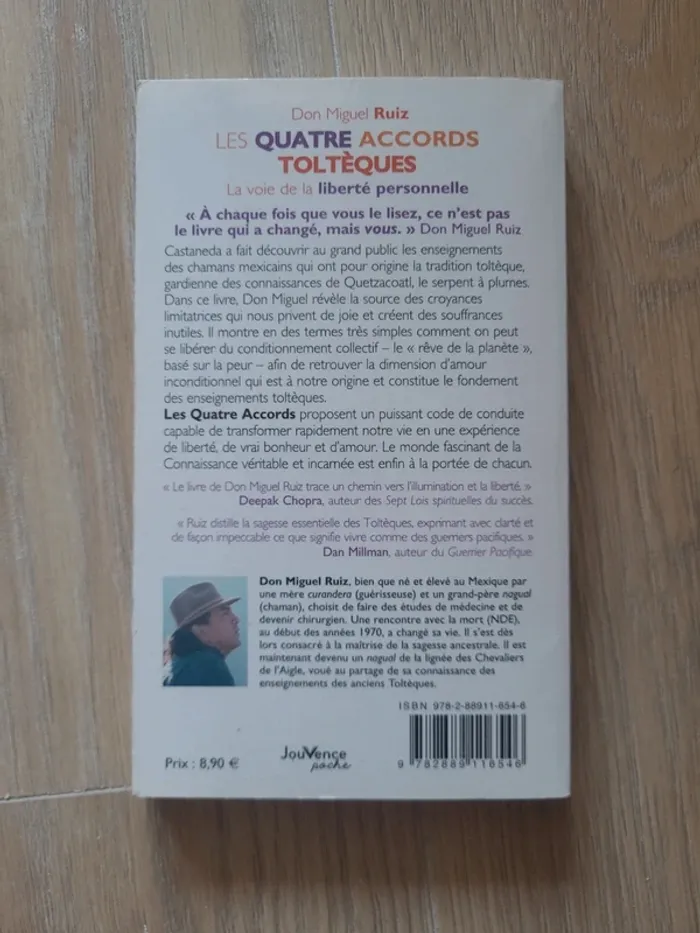 Don Miguel Ruiz
LES QUATRE ACCORDS
TOLTÈQUES
La voie de la liberté personnelle
« À chaque fois que vous le lisez, ce n'est pas
le livre qui a changé, mais vous. » Don Miguel Ruiz
Castaneda a fait découvrir au grand public les enseignements
des chamans mexicains qui ont pour origine la tradition toltèque,
gardienne des connaissances de Quetzacoatl, le serpent à plumes.
Dans ce livre, Don Miguel révèle la source des croyances
limitatrices qui nous privent de joie et créent des souffrances
inutiles. Il montre en des termes très simples comment on peut
se libérer du conditionnement collectif – le « rêve de la planète »,
basé sur la peur – afin de retrouver la dimension d'amour
inconditionnel qui est à notre origine et constitue le fondement
des enseignements toltèques.
Les Quatre Accords proposent un puissant code de conduite
capable de transformer rapidement notre vie en une expérience
de liberté, de vrai bonheur et d'amour. Le monde fascinant de la
Connaissance véritable et incarnée est enfin à la portée de chacun.
« Le livre de Don Miguel Ruiz trace un chemin vers l'illumination et la liberté. »
Deepak Chopra, auteur des Sept Lois spirituelles du succès.
« Ruiz distille la sagesse essentielle des Toltèques, exprimant avec clarté et
de façon impeccable ce que signifie vivre comme des guerriers pacifiques. »
Dan Millman, auteur du Guerrier Pacifique.
Don Miguel Ruiz, bien que né et élevé au Mexique par
une mère curandera (guérisseuse) et un grand-père nagual
(chaman), choisit de faire des études de médecine et de
devenir chirurgien. Une rencontre avec la mort (NDE),
au début des années 1970, a changé sa vie. Il s'est dès
lors consacré à la maîtrise de la sagesse ancestrale. Il est
maintenant devenu un nagual de la lignée des Chevaliers
de l'Aigle, voué au partage de sa connaissance des
enseignements des anciens Toltèques.
ISBN 978-2-88911-854-6
Prix : 8,90 €
Jouvence
poche
9 782889 118546